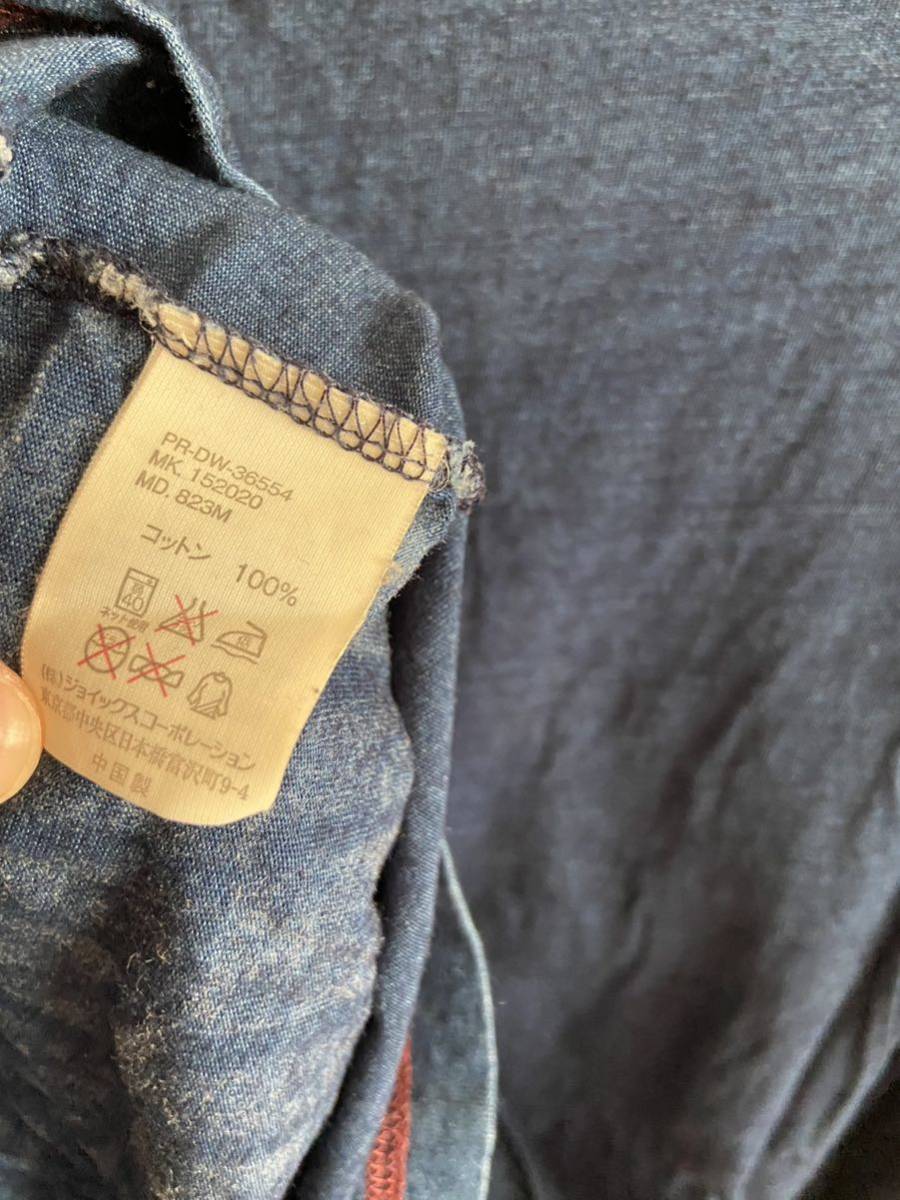 PR-DW-36554
MK. 152020
MD. 823M
コットン 100%
40
ネット使用
低
(株)ジョイックスコーポレーション
東京都中央区日本橋富沢町9-4
中国製